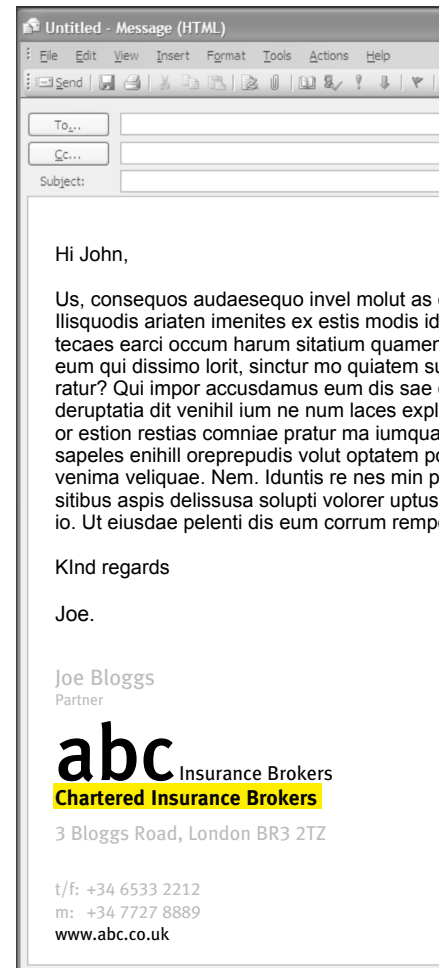 Untitled - Message (HTML)
File Edit View Insert Format Tools Actions Help
Send
To...
Cc...
Subject:
Hi John,
Us, consequos audaesequo invel molut as
Ilisquodis ariaten imenites ex estis modis id
tecaes earci occum harum sitatium quamer
eum qui dissimo lorit, sinctur mo quiatem su
ratur? Qui impor accusdamus eum dis sae
deruptatia dit venihil ium ne num laces expl
or estion restias comniae pratur ma iumqua
sapeles enihill oreprepudis volut optatem po
venima veliquae. Nem. Iduntis re nes min p
sitibus aspis delissusa solupti volorer uptus
io. Ut eiusdae pelenti dis eum corrum rempe
KInd regards
Joe.
Joe Bloggs
Partner
abc Insurance Brokers
Chartered Insurance Brokers
3 Bloggs Road, London BR3 2TZ
t/f: +34 6533 2212
m: +34 7727 8889
www.abc.co.uk